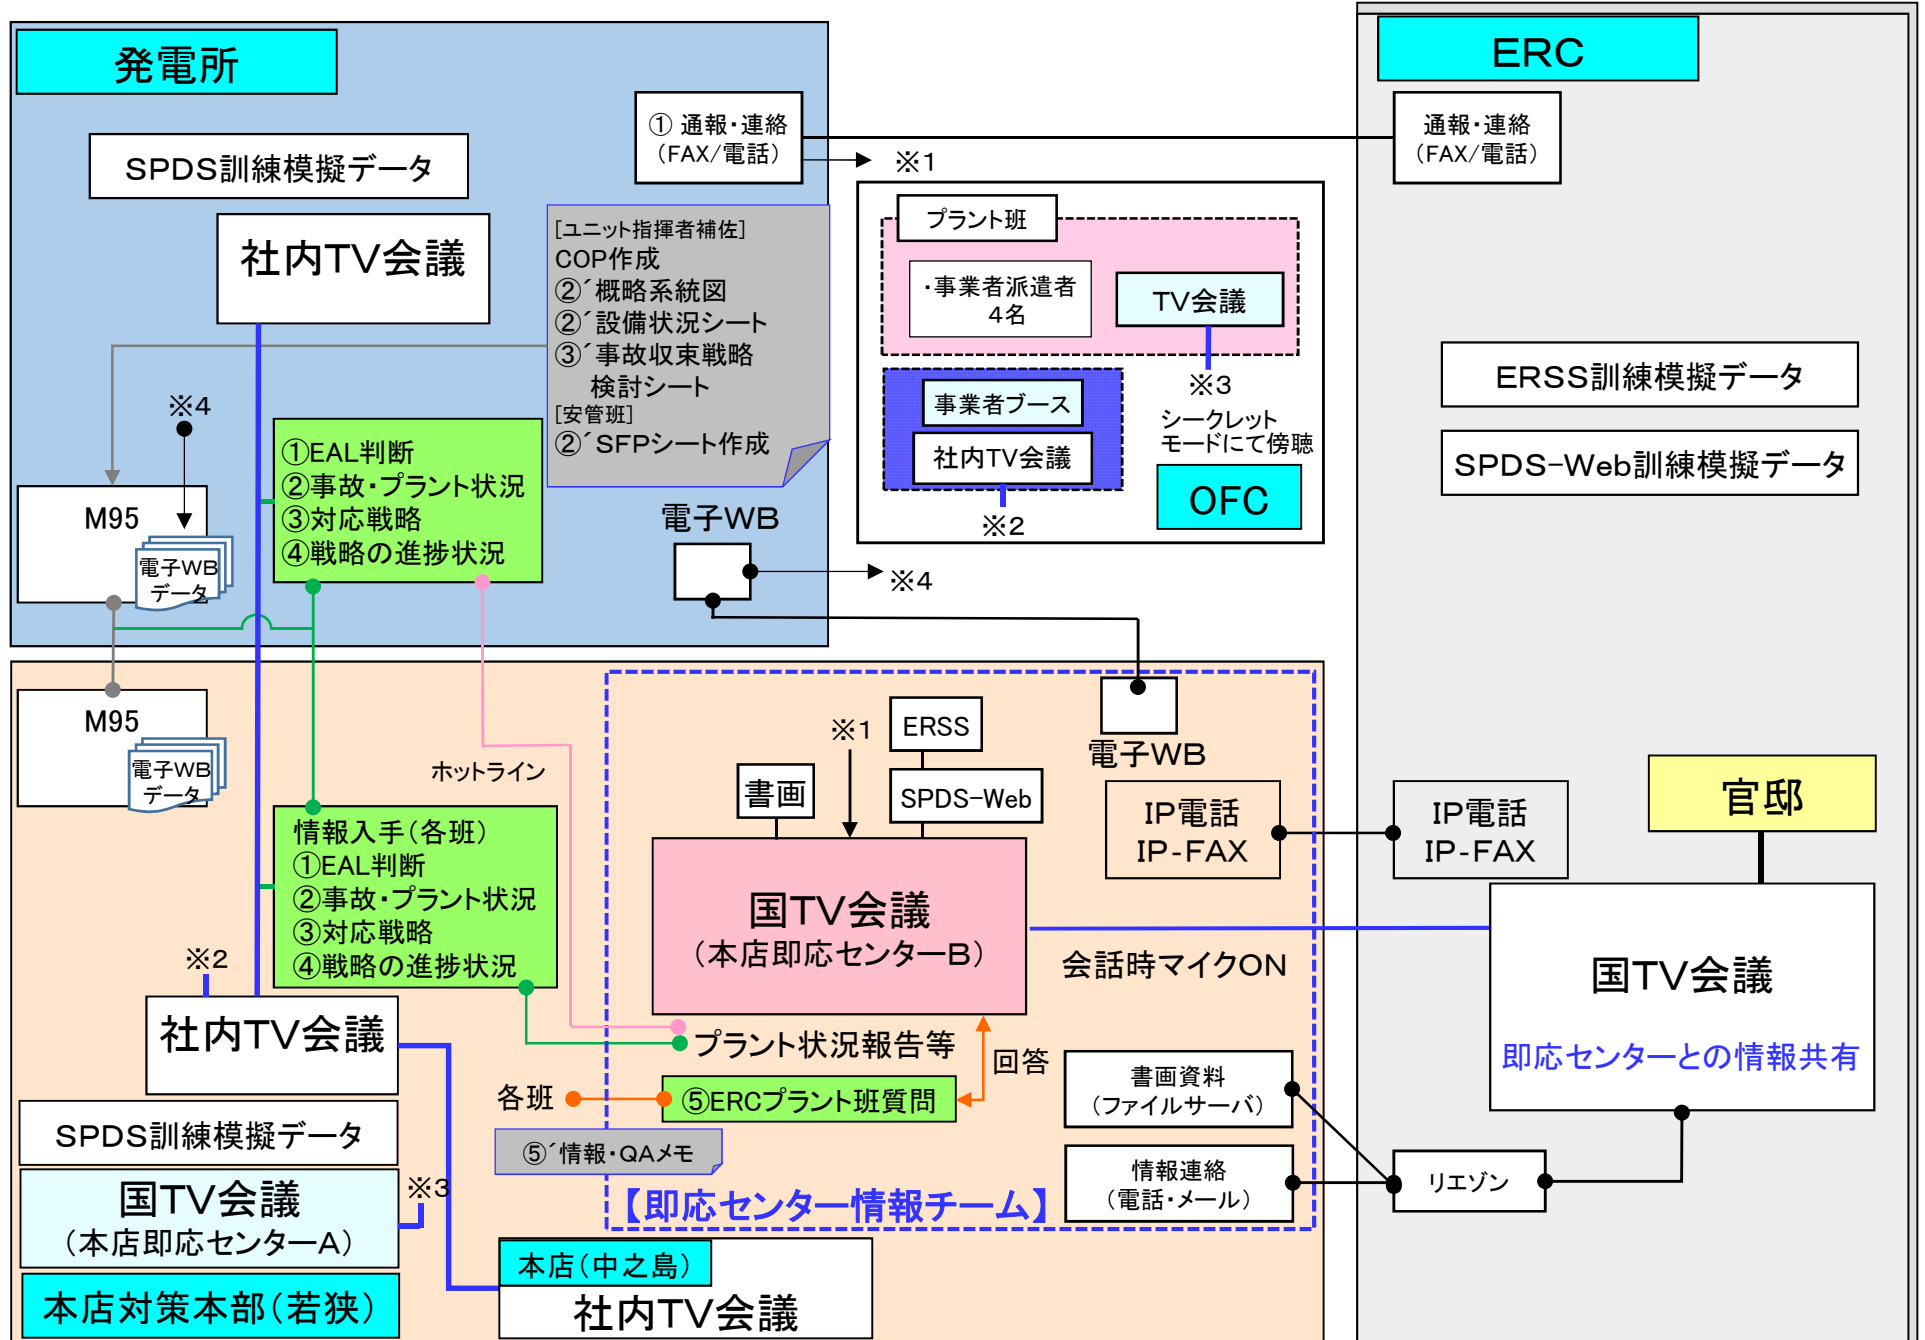 発電所
SPDS訓練模擬データ
社内TV会議
① 通報・連絡
（FAX/電話）
※1
[ユニット指揮者補佐]
COP作成
②´概略系統図
②´設備状況シート
③´事故収束戦略
検討シート
[安管班]
②´SFPシート作成
※4
M95
電子WB
データ
①EAL判断
②事故・プラント状況
③対応戦略
④戦略の進捗状況
電子WB
※4
プラント班
・事業者派遣者
4名
TV会議
※3
シークレット
モードにて傍聴
事業者ブース
社内TV会議
※2
OFC
ERC
通報・連絡
（FAX/電話）
ERSS訓練模擬データ
SPDS-Web訓練模擬データ
官邸
IP電話
IP-FAX
国TV会議
即応センターとの情報共有
リエゾン
M95
電子WB
データ
ホットライン
情報入手（各班）
①EAL判断
②事故・プラント状況
③対応戦略
④戦略の進捗状況
※2
社内TV会議
SPDS訓練模擬データ
国TV会議
（本店即応センターA）
※3
本店対策本部（若狭）
本店（中之島）
社内TV会議
※1
ERSS
書画
SPDS-Web
電子WB
IP電話
IP-FAX
国TV会議
（本店即応センターB）
会話時マイクON
プラント状況報告等
回答
各班
⑤ERCプラント班質問
⑤´情報・QAメモ
書画資料
（ファイルサーバ）
情報連絡
（電話・メール）
【即応センター情報チーム】